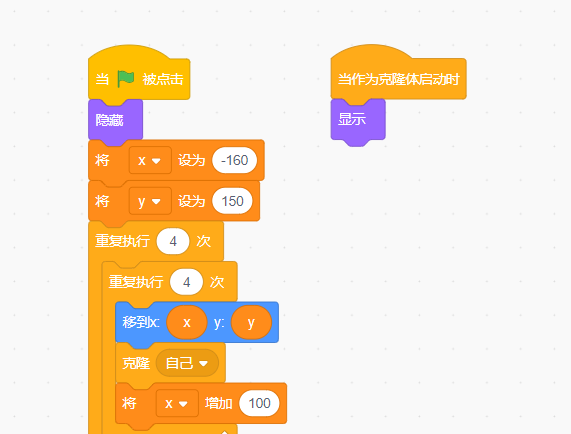 当 被点击
隐藏
将 x 设为 -160
将 y 设为 150
重复执行 4 次
重复执行 4 次
移到x: x y: y
克隆 自己
将 x 增加 100
当作为克隆体启动时
显示